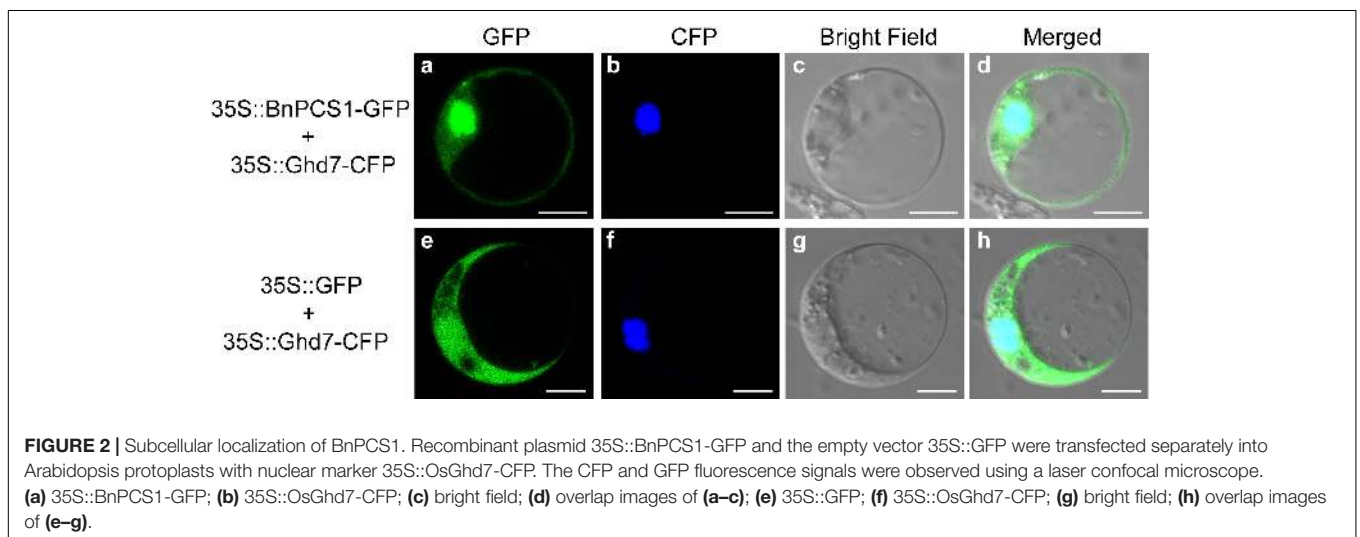 GFP CFP Bright Field Merged
a b c d
35S::BnPCS1-GFP
+
35S::Ghd7-CFP
e f g h
35S::GFP
+
35S::Ghd7-CFP
FIGURE 2 | Subcellular localization of BnPCS1. Recombinant plasmid 35S::BnPCS1-GFP and the empty vector 35S::GFP were transfected separately into
Arabidopsis protoplasts with nuclear marker 35S::OsGhd7-CFP. The CFP and GFP fluorescence signals were observed using a laser confocal microscope.
(a) 35S::BnPCS1-GFP; (b) 35S::OsGhd7-CFP; (c) bright field; (d) overlap images of (a–c); (e) 35S::GFP; (f) 35S::OsGhd7-CFP; (g) bright field; (h) overlap images
of (e–g).